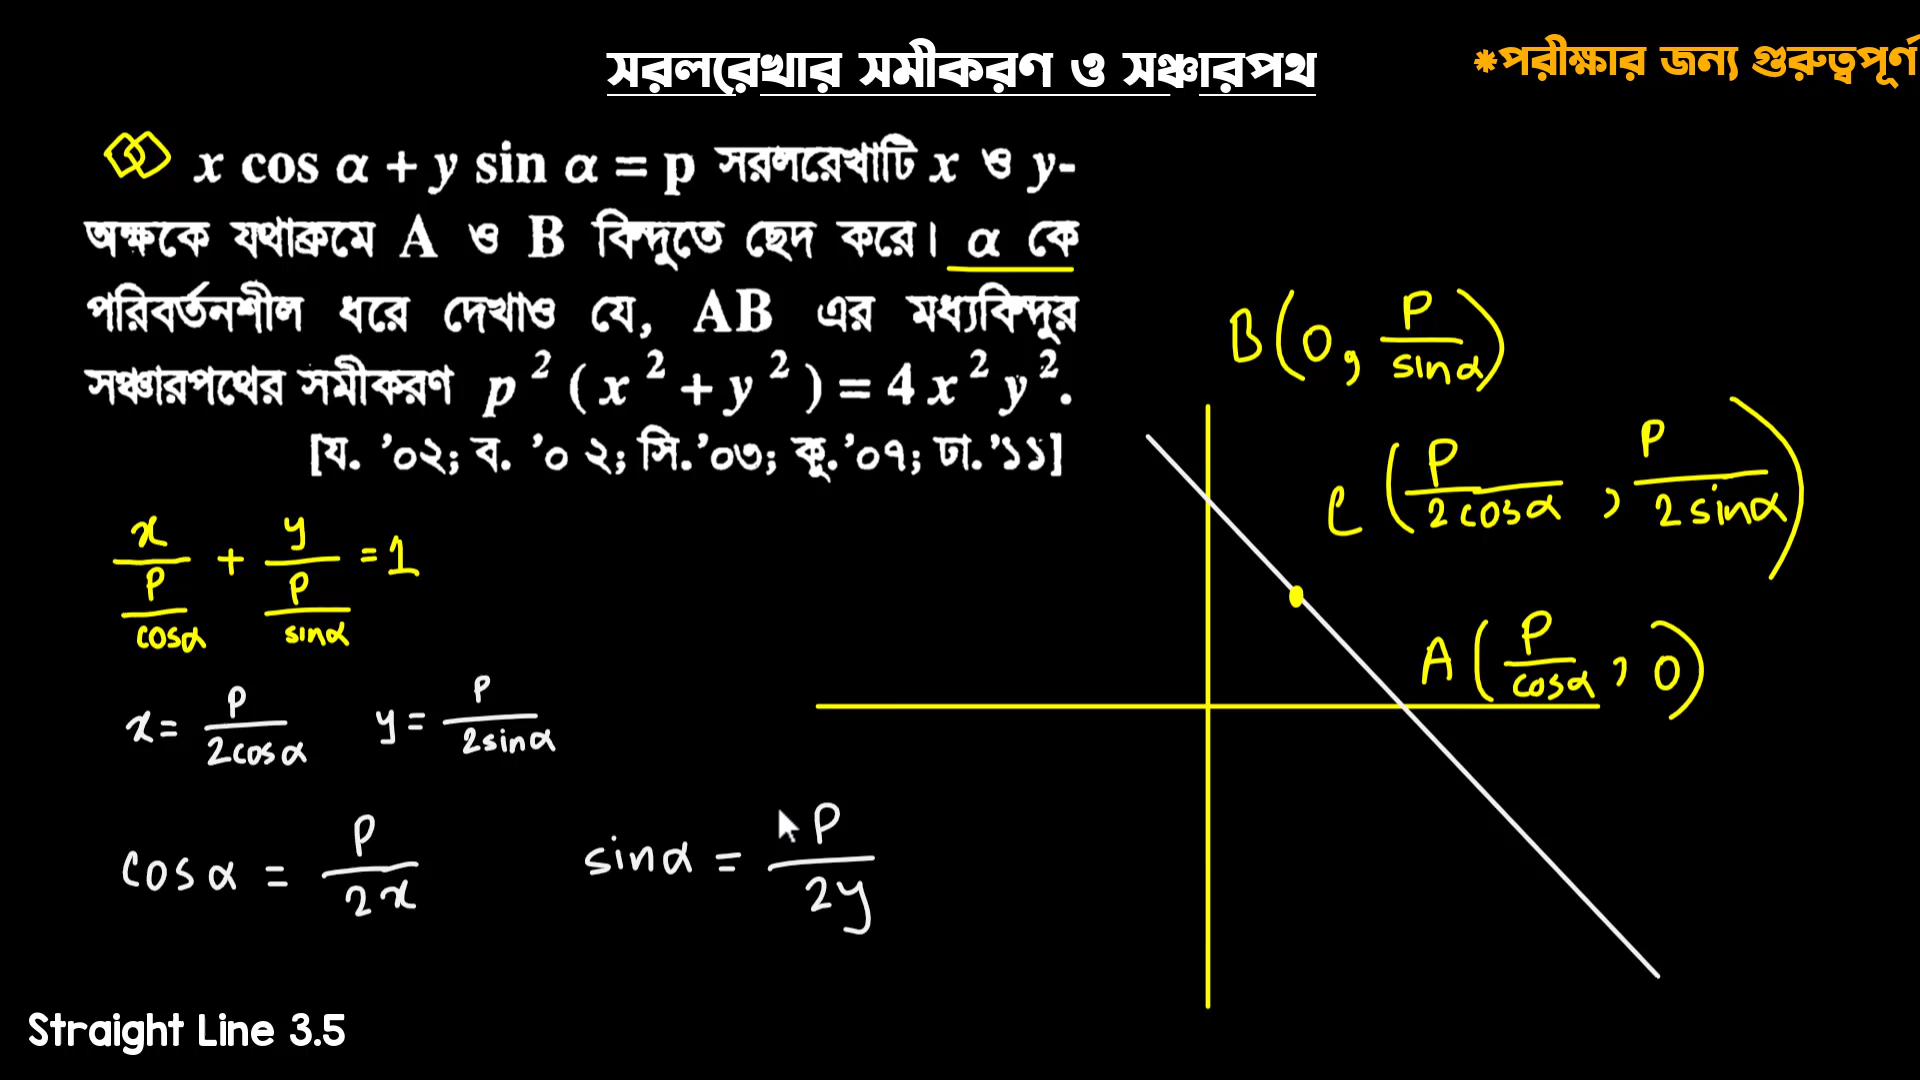 সরলরেখার সমীকরণ ও সঞ্চারপথ
*পরীক্ষার জন্য গুরুত্বপূর্ণ
x cos α + y sin α = p সরলরেখাটি x ও y-
অক্ষকে যথাক্রমে A ও B বিন্দুতে ছেদ করে। α কে
পরিবর্তনশীল ধরে দেখাও যে, AB এর মধ্যবিন্দুর
সঞ্চারপথের সমীকরণ p² (x² + y²) = 4x²y².
[য. ’০২; ব. ’০২; সি.’০৩; কু.’০৭; ঢা.’১১]
x/(P/cosα) + y/(P/sinα) = 1
x = P/2cosα y = P/2sinα
cosα = P/2x sinα = P/2y
B(0, P/sinα)
C(P/2cosα, P/2sinα)
A(P/cosα, 0)
Straight Line 3.5